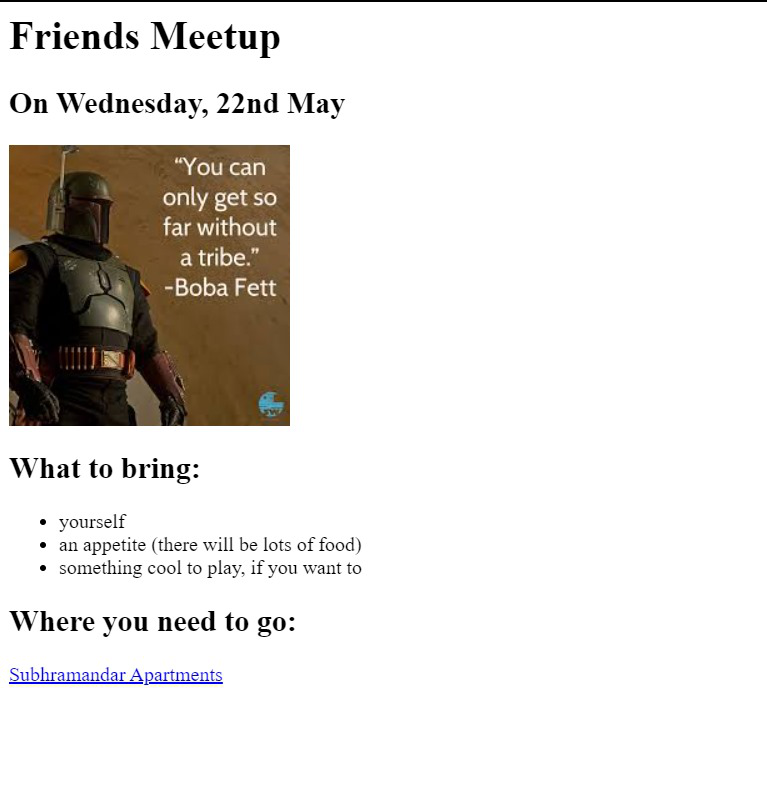 Friends Meetup
On Wednesday, 22nd May
“You can
only get so
far without
a tribe.”
-Boba Fett
What to bring:
yourself
an appetite (there will be lots of food)
something cool to play, if you want to
Where you need to go:
Subhramandar Apartments